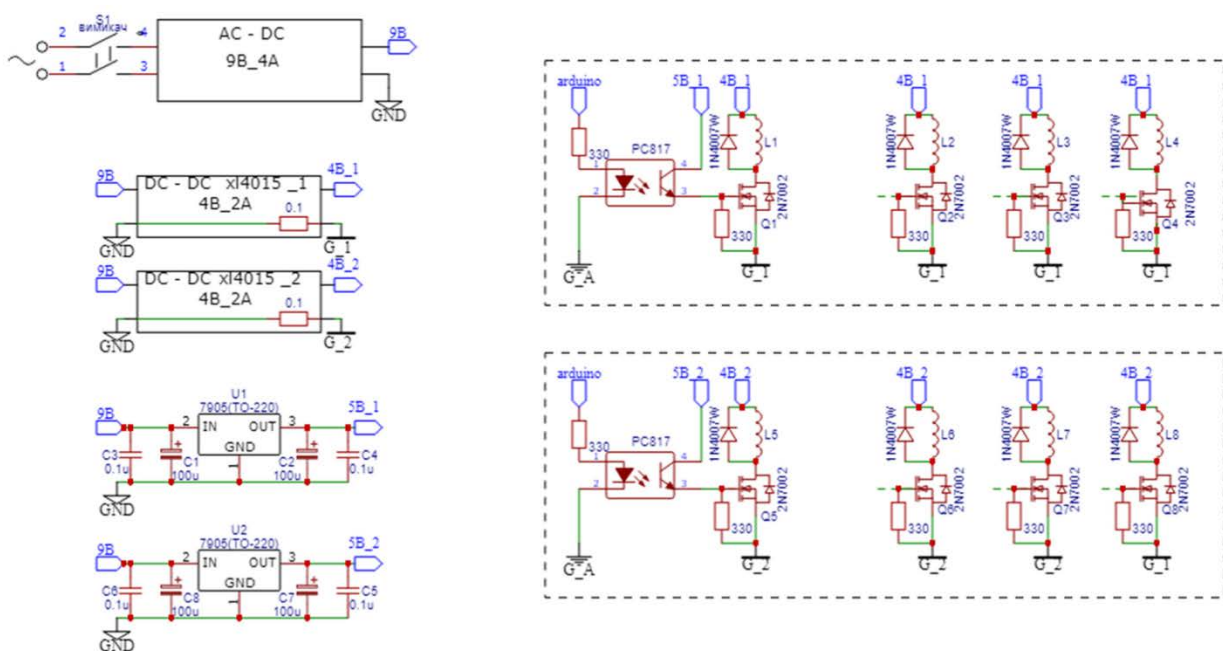 S1
вимикач
2
4
1
3
AC - DC
9В_4А
9В
GND
9В
DC - DC xl4015 _1
4В_2А
0.1
4В_1
GND
G_1
9В
DC - DC xl4015 _2
4В_2А
0.1
4В_2
GND
G_2
9В
U1
7905(TO-220)
2
IN
OUT
3
GND
1
5В_1
C3
0.1u
C1
100u
C2
100u
C4
0.1u
GND
9В
U2
7905(TO-220)
2
IN
OUT
3
GND
1
5В_2
C6
0.1u
C8
100u
C7
100u
C5
0.1u
GND
arduino
5В_1
4В_1
330
PC817
1
2
4
3
1N4007W
L1
Q1
2N7002
330
G_A
G_1
4В_1
1N4007W
L2
Q2
2N7002
330
G_1
4В_1
1N4007W
L3
Q3
2N7002
330
G_1
4В_1
1N4007W
L4
Q4
2N7002
330
G_1
arduino
5В_2
4В_2
330
PC817
1
2
4
3
1N4007W
L5
Q5
2N7002
330
G_A
G_2
4В_2
1N4007W
L6
Q6
2N7002
330
G_2
4В_2
1N4007W
L7
Q7
2N7002
330
G_2
4В_2
1N4007W
L8
Q8
2N7002
330
G_1